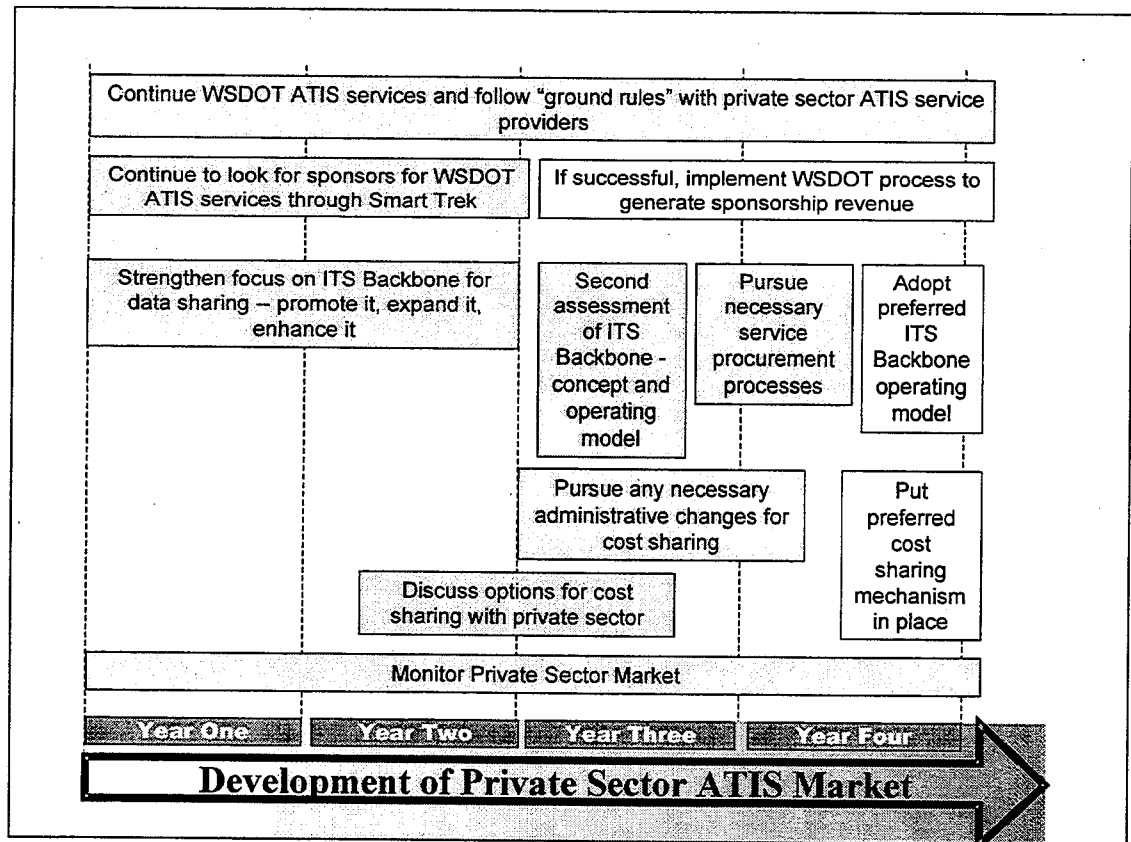 Continue WSDOT ATIS services and follow “ground rules” with private sector ATIS service
providers
Continue to look for sponsors for WSDOT
ATIS services through Smart Trek
If successful, implement WSDOT process to
generate sponsorship revenue
Strengthen focus on ITS Backbone for
data sharing – promote it, expand it,
enhance it
Second
assessment
of ITS
Backbone -
concept and
operating
model
Pursue
necessary
service
procurement
processes
Adopt
preferred
ITS
Backbone
operating
model
Pursue any necessary
administrative changes for
cost sharing
Put
preferred
cost
sharing
mechanism
in place
Discuss options for cost
sharing with private sector
Monitor Private Sector Market
Year One
Year Two
Year Three
Year Four
Development of Private Sector ATIS Market